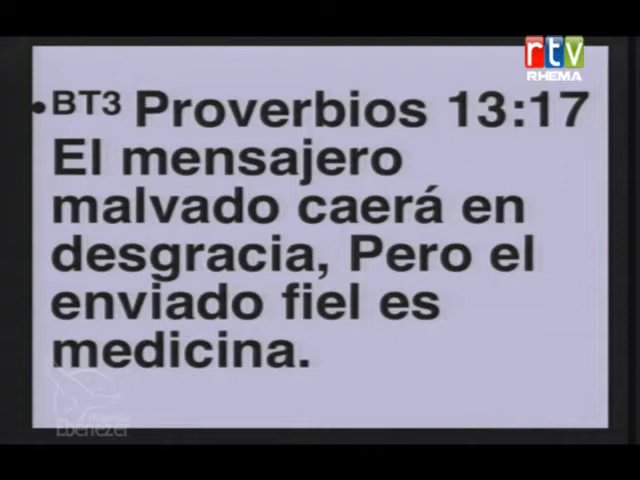 rtv
RHEMA
•BT3 Proverbios 13:17
El mensajero
malvado caerá en
desgracia, Pero el
enviado fiel es
medicina.
Ebenezer